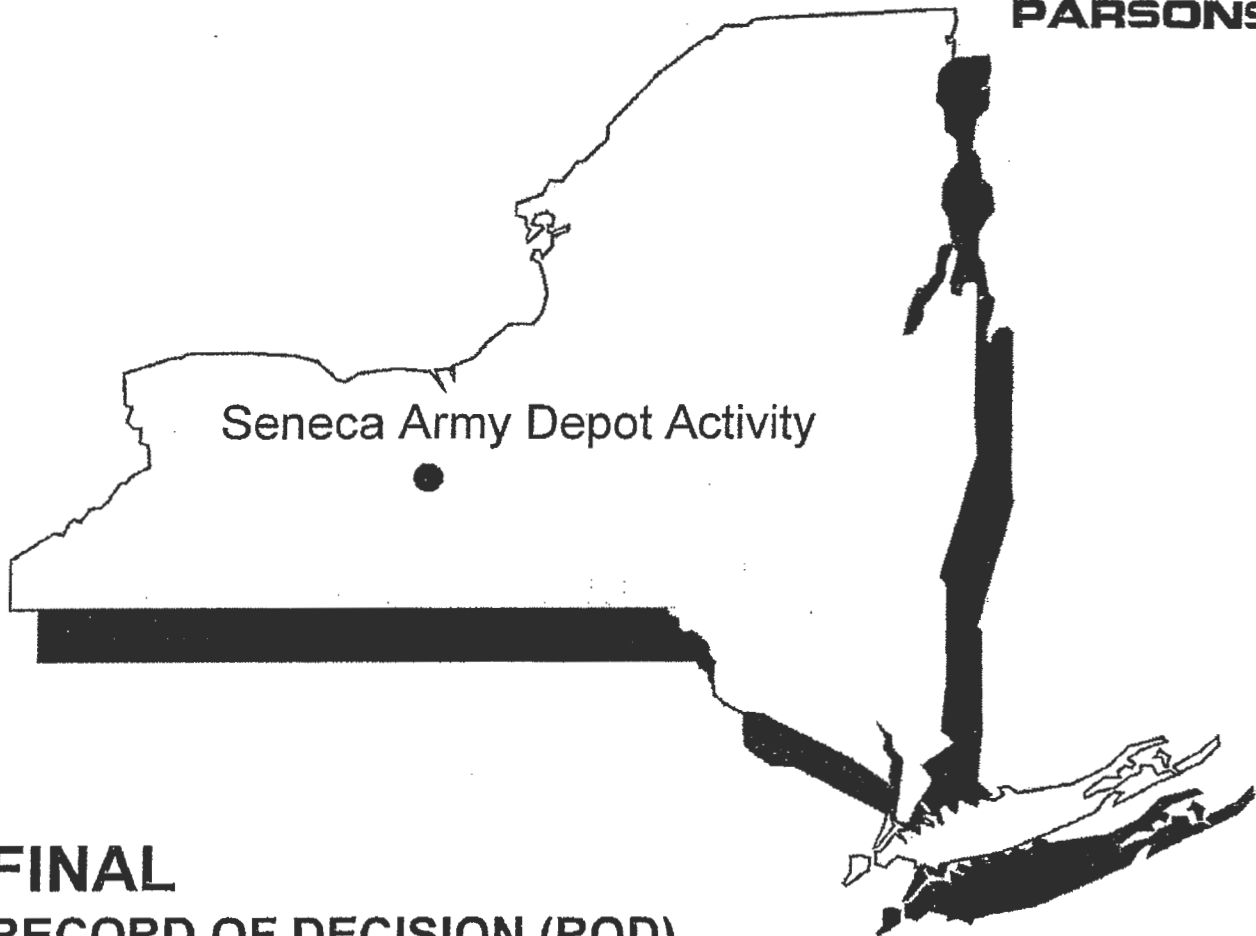 PARSONS
Seneca Army Depot Activity
FINAL
RECORD OF DECISION (ROD)